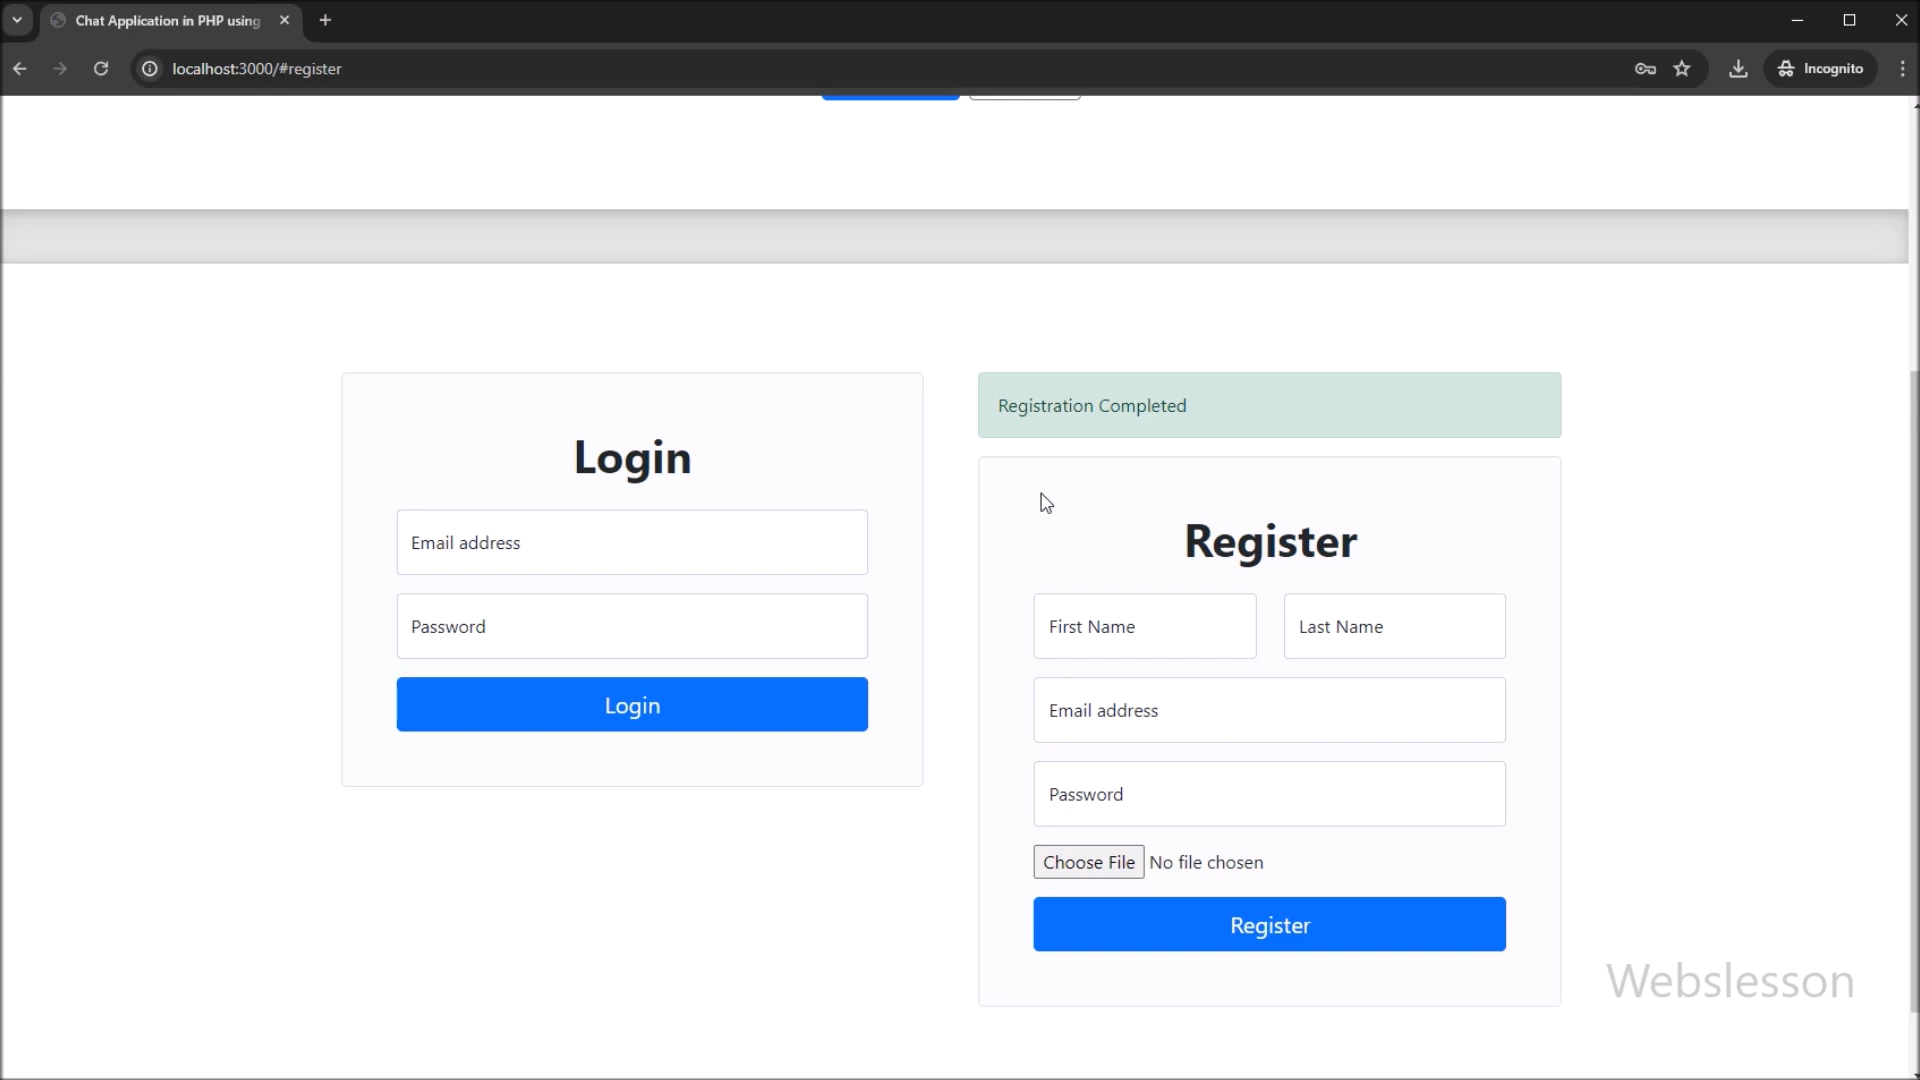 Chat Application in PHP using
localhost:3000/#register
Incognito
Registration Completed
Login
Email address
Password
Login
Register
First Name
Last Name
Email address
Password
Choose File No file chosen
Register
Webslesson